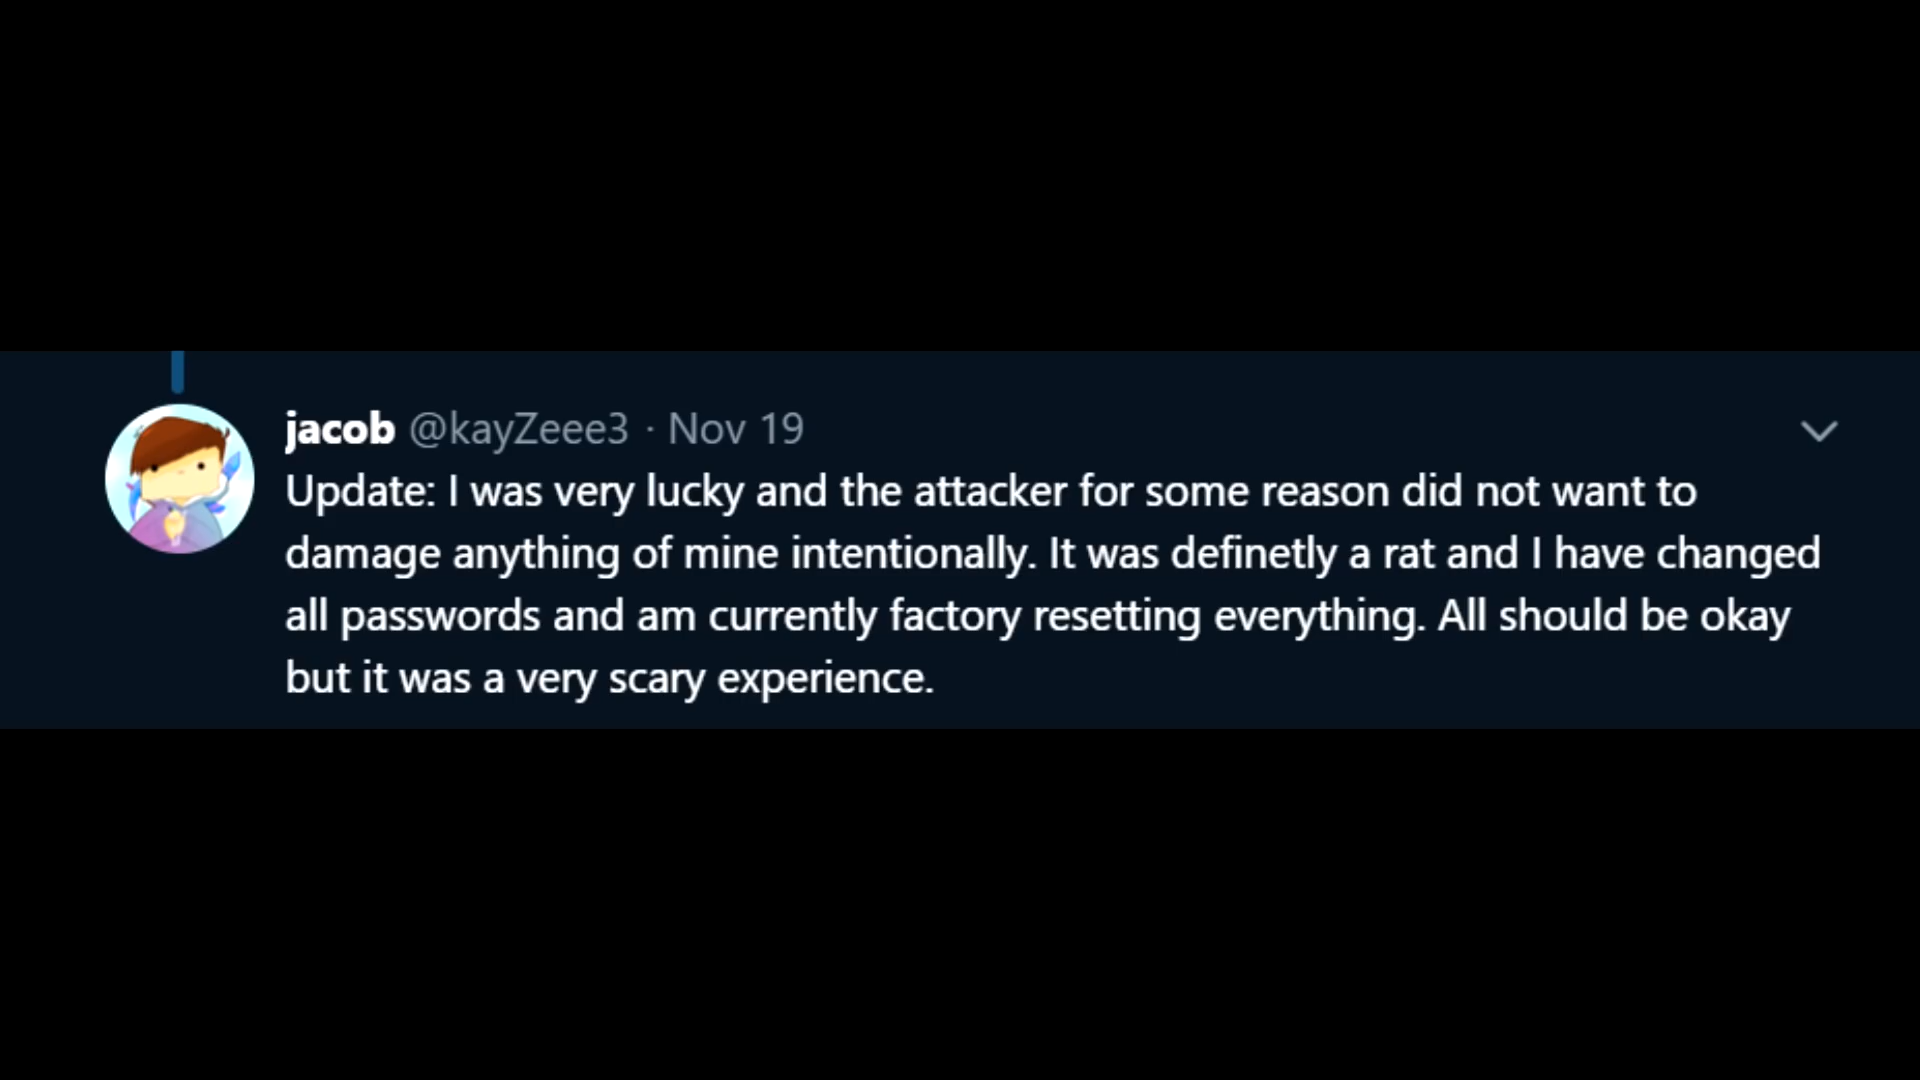 jacob @kayZeee3 · Nov 19
Update: I was very lucky and the attacker for some reason did not want to
damage anything of mine intentionally. It was definetly a rat and I have changed
all passwords and am currently factory resetting everything. All should be okay
but it was a very scary experience.